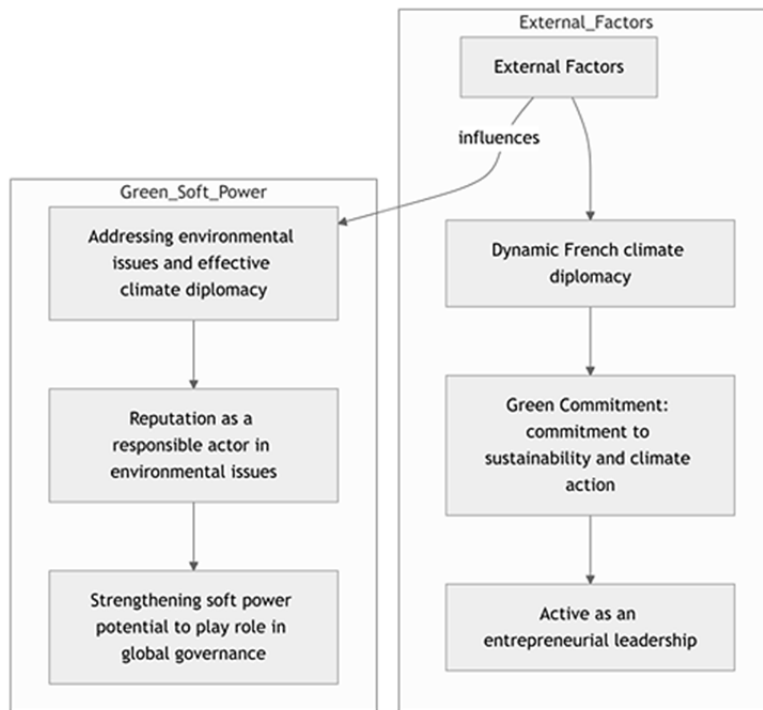 External_Factors
External Factors
influences
Green_Soft_Power
Addressing environmental
issues and effective
climate diplomacy
Dynamic French climate
diplomacy
Reputation as a
responsible actor in
environmental issues
Green Commitment:
commitment to
sustainability and climate
action
Strengthening soft power
potential to play role in
global governance
Active as an
entrepreneurial leadership